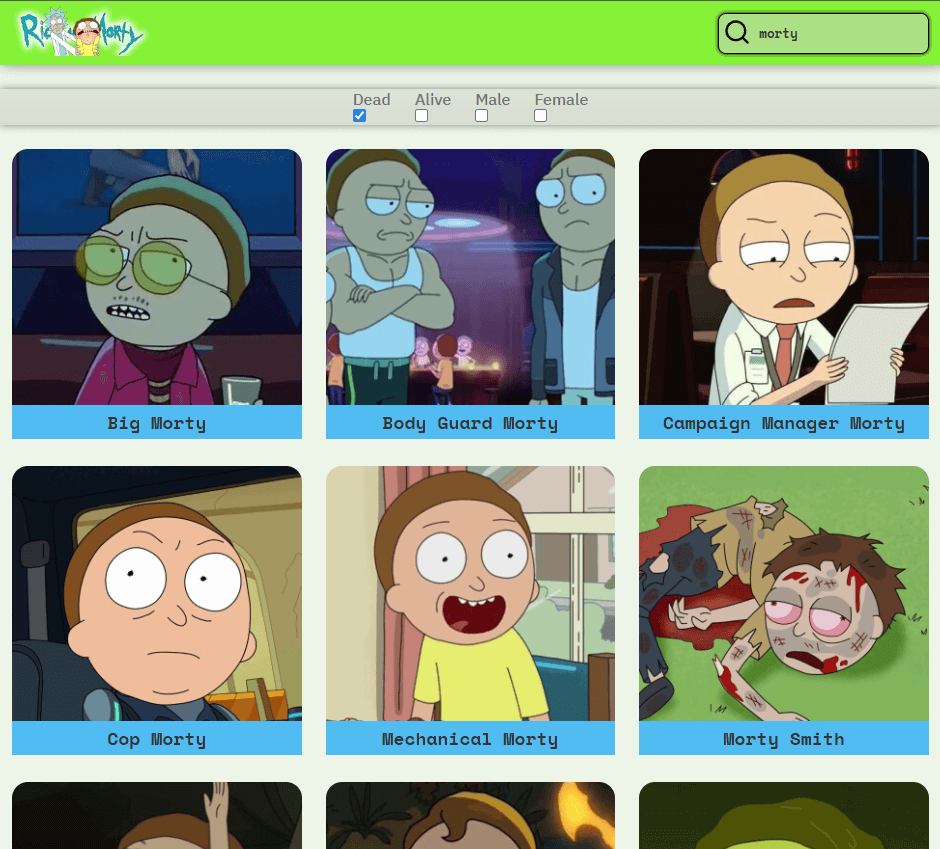 Rick Morty
morty
Dead Alive Male Female
Big Morty
Body Guard Morty
Campaign Manager Morty
Cop Morty
Mechanical Morty
Morty Smith